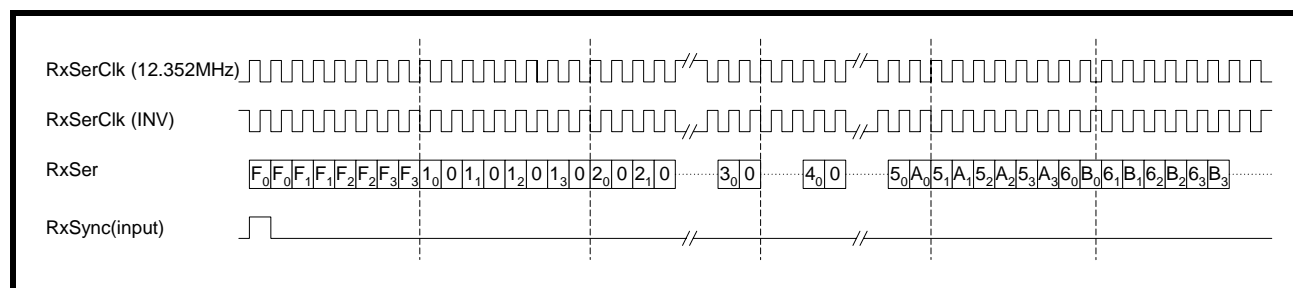 RxSerClk (12.352MHz)
RxSerClk (INV)
RxSer F₀ F₀ F₁ F₁ F₂ F₂ F₃ F₃ 1₀ 0 1₁ 0 1₂ 0 1₃ 0 2₀ 0 2₁ 0 3₀ 0 4₀ 0 5₀ A₀ 5₁ A₁ 5₂ A₂ 5₃ A₃ 6₀ B₀ 6₁ B₁ 6₂ B₂ 6₃ B₃
RxSync(input)